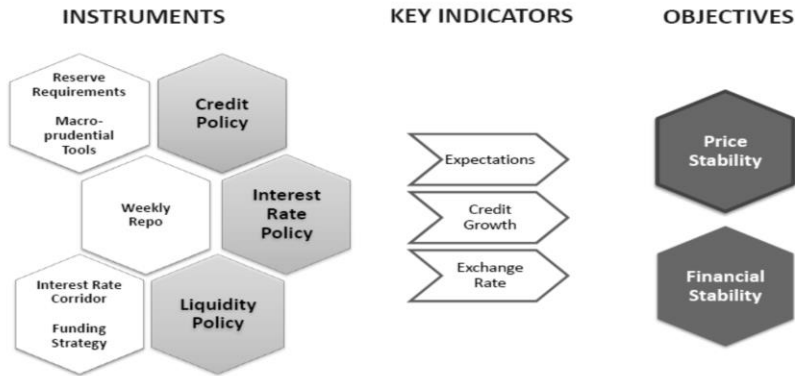 INSTRUMENTS
KEY INDICATORS
OBJECTIVES
Reserve
Requirements
Macro-
prudential
Tools
Credit
Policy
Weekly
Repo
Interest
Rate
Policy
Interest Rate
Corridor
Funding
Strategy
Liquidity
Policy
Expectations
Credit
Growth
Exchange
Rate
Price
Stability
Financial
Stability